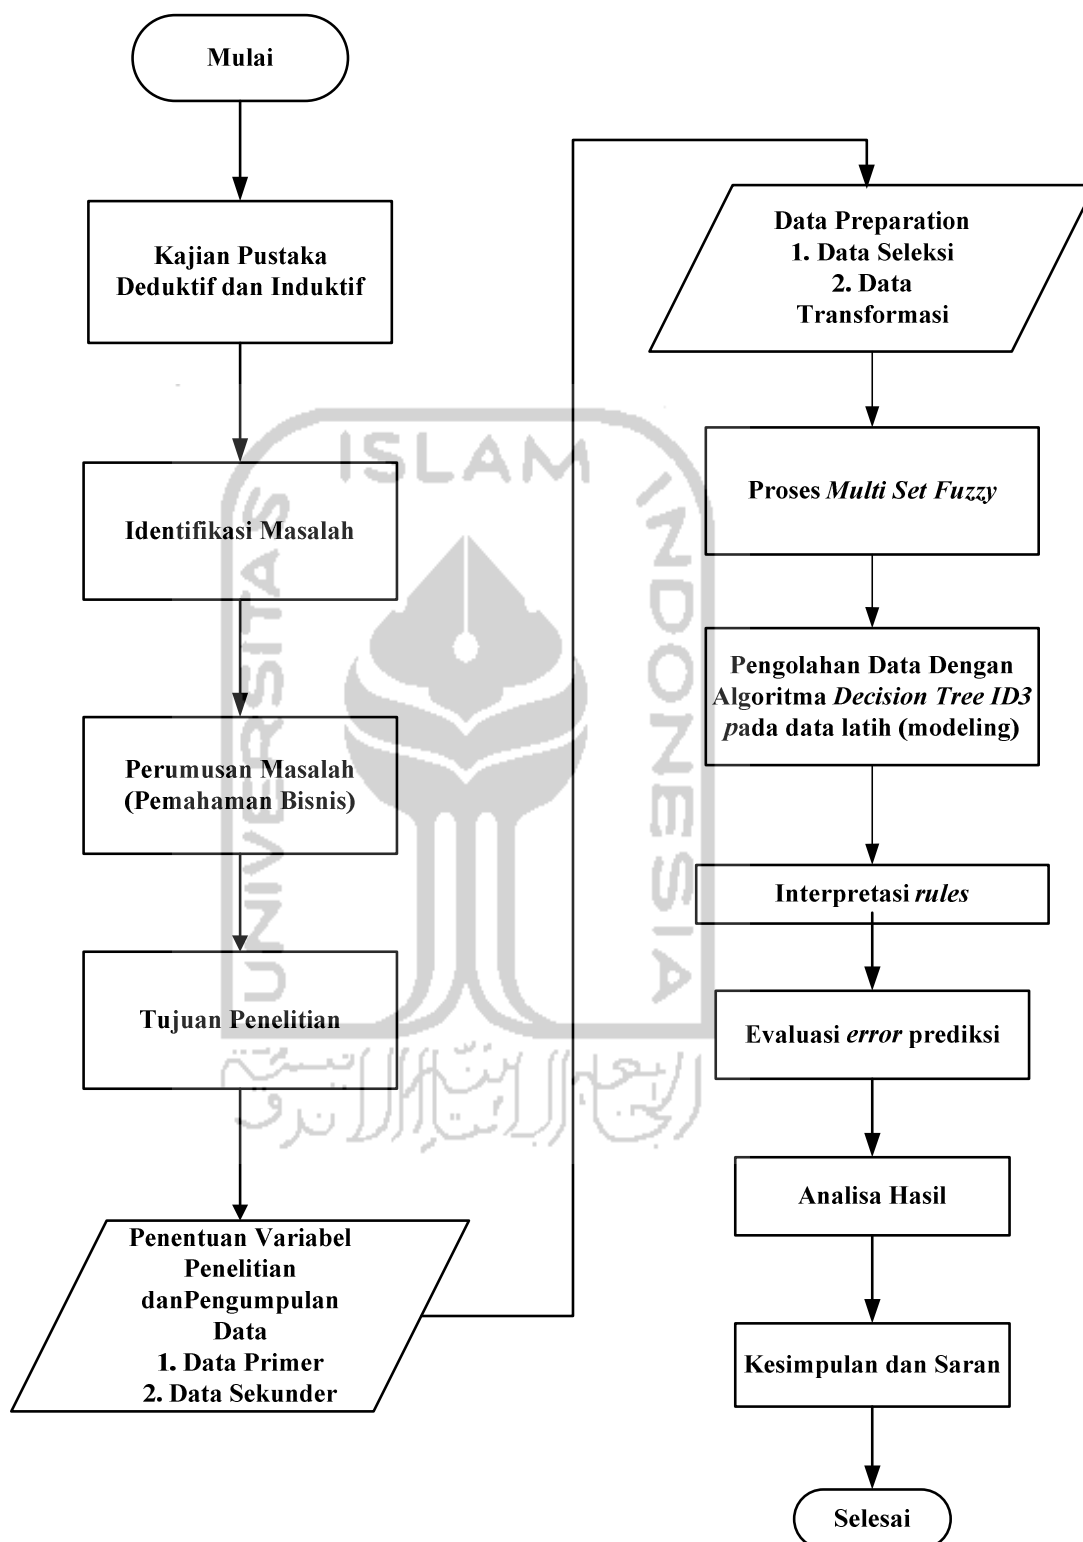 Mulai
Kajian Pustaka
Deduktif dan Induktif
Identifikasi Masalah
Perumusan Masalah
(Pemahaman Bisnis)
Tujuan Penelitian
Penentuan Variabel
Penelitian
danPengumpulan
Data
1. Data Primer
2. Data Sekunder
Data Preparation
1. Data Seleksi
2. Data
Transformasi
Proses Multi Set Fuzzy
Pengolahan Data Dengan
Algoritma Decision Tree ID3
pada data latih (modeling)
Interpretasi rules
Evaluasi error prediksi
Analisa Hasil
Kesimpulan dan Saran
Selesai
UNIVERSITAS
ISLAM
INDONESIA